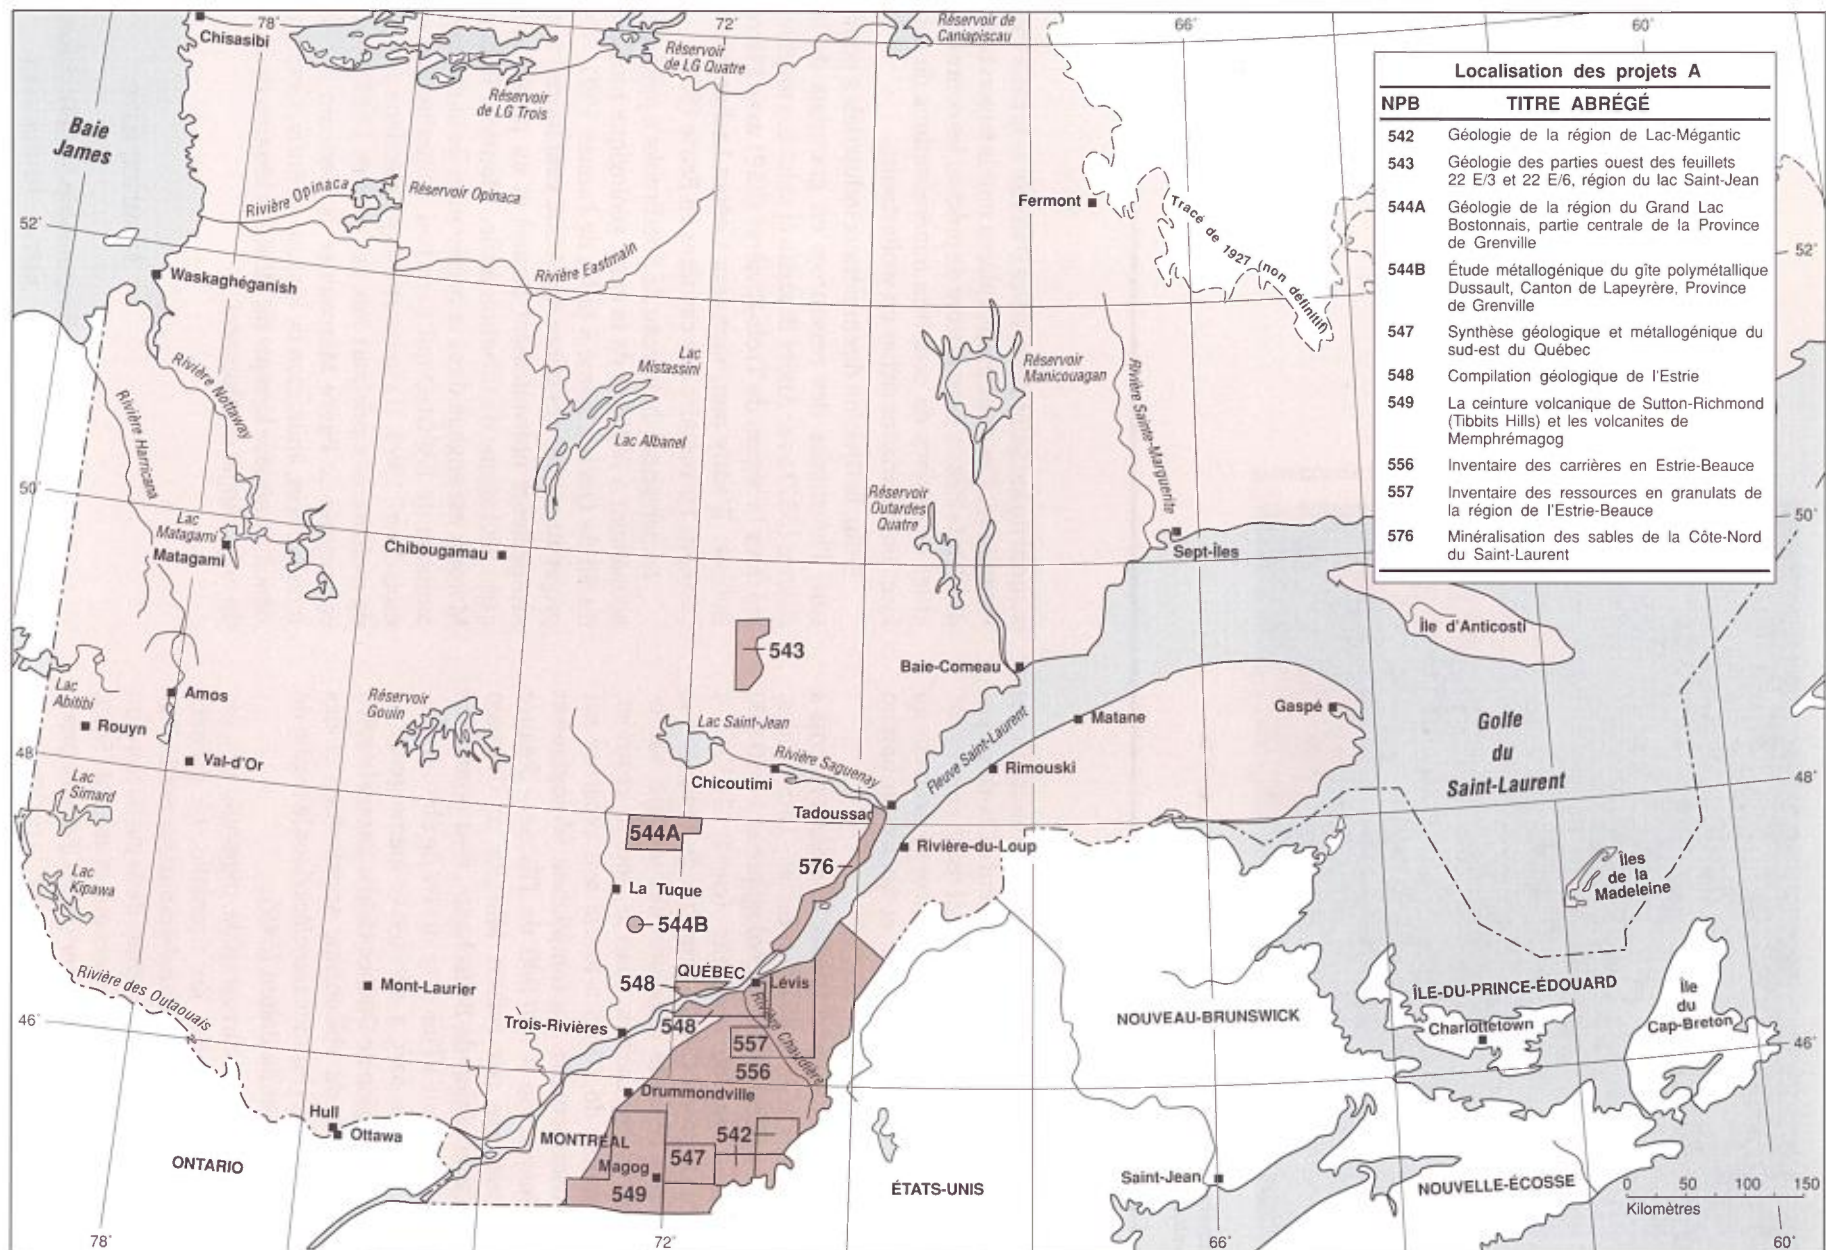 78°
72°
66°
60°
Chisasibi
Réservoir de LG Quatre
Réservoir de Caniapiscau
Réservoir de LG Trois
Baie James
Rivière Opinaca
Réservoir Opinaca
Fermont
Tracé de 1927 (non définitif)
52°
52°
Waskaghéganish
Rivière Eastmain
Rivière Nottaway
Rivière Harricana
Lac Mistassini
Lac Albanel
Réservoir Manicouagan
Rivière Sainte-Marguerite
Réservoir Outardes Quatre
50°
50°
Lac Matagami
Matagami
Chibougamau
Sept-Îles
Île d'Anticosti
543
Baie-Comeau
Lac Abitibi
Amos
Rouyn
Val-d'Or
Réservoir Gouin
Lac Saint-Jean
Rivière Saguenay
Chicoutimi
Tadoussac
Fleuve Saint-Laurent
Matane
Rimouski
Gaspé
Golfe du Saint-Laurent
48°
48°
Lac Simard
Lac Kipawa
544A
576
Rivière-du-Loup
La Tuque
544B
Îles de la Madeleine
Rivière des Outaouais
Mont-Laurier
548
QUÉBEC
Lévis
Trois-Rivières
548
Rivière Chaudière
557
556
NOUVEAU-BRUNSWICK
ÎLE-DU-PRINCE-ÉDOUARD
Charlottetown
Île du Cap-Breton
46°
46°
Drummondville
Hull
Ottawa
MONTRÉAL
542
547
Magog
549
ONTARIO
ÉTATS-UNIS
Saint-Jean
NOUVELLE-ÉCOSSE
0 50 100 150
Kilomètres
78°
72°
66°
60°
Localisation des projets A
NPB TITRE ABRÉGÉ
542 Géologie de la région de Lac-Mégantic
543 Géologie des parties ouest des feuillets
22 E/3 et 22 E/6, région du lac Saint-Jean
544A Géologie de la région du Grand Lac
Bostonnais, partie centrale de la Province
de Grenville
544B Étude métallogénique du gîte polymétallique
Dussault, Canton de Lapeyrère, Province
de Grenville
547 Synthèse géologique et métallogénique du
sud-est du Québec
548 Compilation géologique de l'Estrie
549 La ceinture volcanique de Sutton-Richmond
(Tibbits Hills) et les volcanites de
Memphrémagog
556 Inventaire des carrières en Estrie-Beauce
557 Inventaire des ressources en granulats de
la région de l'Estrie-Beauce
576 Minéralisation des sables de la Côte-Nord
du Saint-Laurent